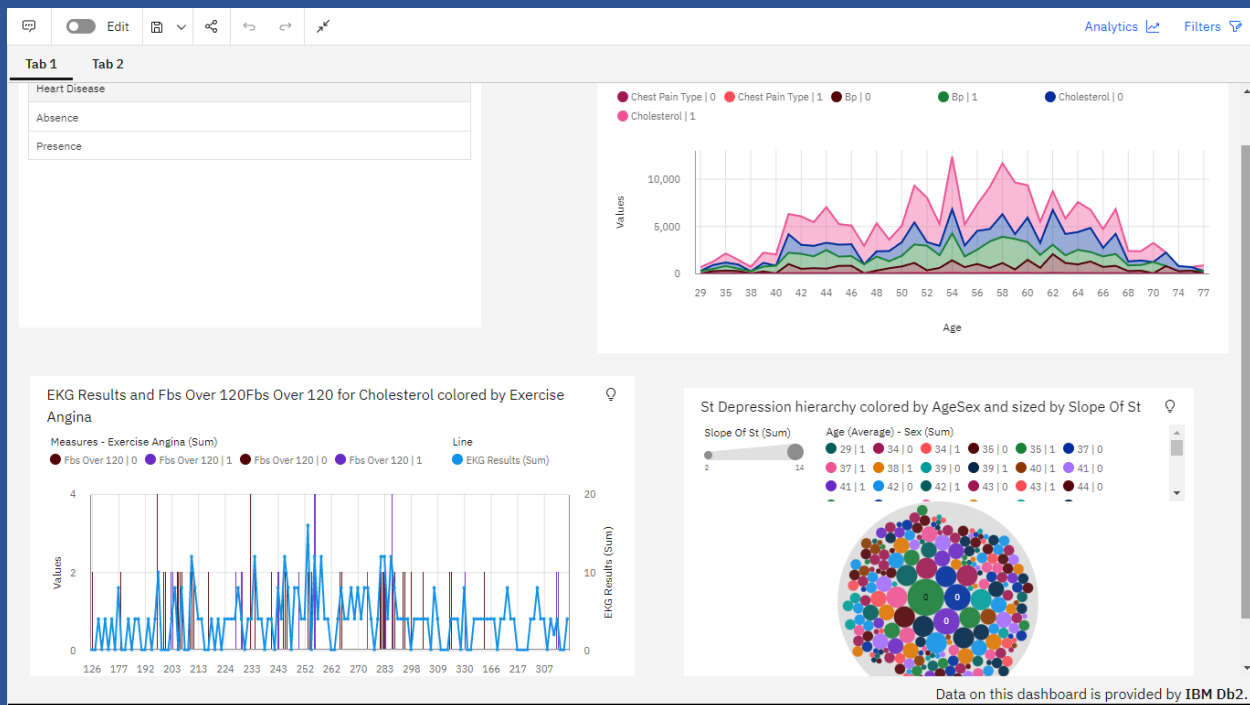 Edit
Analytics
Filters
Tab 1 Tab 2
Heart Disease
Absence
Presence
Chest Pain Type | 0 Chest Pain Type | 1 Bp | 0 Bp | 1 Cholesterol | 0
Cholesterol | 1
Values
10,000
5,000
0
29 35 38 40 42 44 46 48 50 52 54 56 58 60 62 64 66 68 70 74 77
Age
EKG Results and Fbs Over 120Fbs Over 120 for Cholesterol colored by Exercise
Angina
Measures - Exercise Angina (Sum) Line
Fbs Over 120 | 0 Fbs Over 120 | 1 Fbs Over 120 | 0 Fbs Over 120 | 1 EKG Results (Sum)
Values
4
2
0
20
10
0
EKG Results (Sum)
126 177 192 203 213 224 233 243 252 262 270 283 298 309 330 166 217 307
St Depression hierarchy colored by AgeSex and sized by Slope Of St
Slope Of St (Sum)
2 14
Age (Average) - Sex (Sum)
29 | 1 34 | 0 34 | 1 35 | 0 35 | 1 37 | 0
37 | 1 38 | 1 39 | 0 39 | 1 40 | 1 41 | 0
41 | 1 42 | 0 42 | 1 43 | 0 43 | 1 44 | 0
0 0
0
Data on this dashboard is provided by IBM Db2.